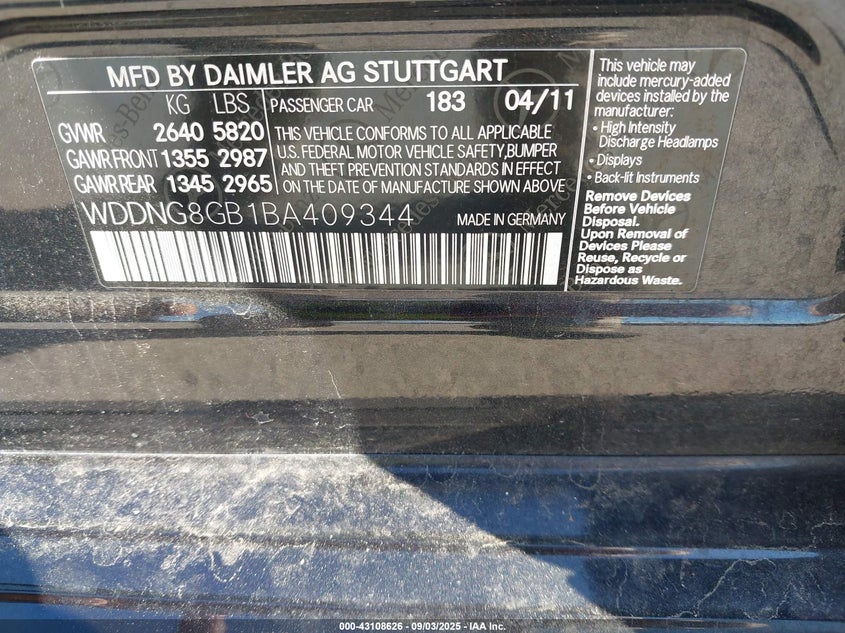 MFD BY DAIMLER AG STUTTGART
KG LBS
PASSENGER CAR 183 04/11
GVWR 2640 5820
GAWR.FRONT 1355 2987
GAWR.REAR 1345 2965
THIS VEHICLE CONFORMS TO ALL APPLICABLE
U.S. FEDERAL MOTOR VEHICLE SAFETY,BUMPER
AND THEFT PREVENTION STANDARDS IN EFFECT
ON THE DATE OF MANUFACTURE SHOWN ABOVE
WDDNG8GB1BA409344 MADE IN GERMANY
This vehicle may
include mercury-added
devices installed by the
manufacturer:
• High Intensity
Discharge Headlamps
• Displays
• Back-lit Instruments
Remove Devices
Before Vehicle
Disposal.
Upon Removal of
Devices Please
Reuse, Recycle or
Dispose as
Hazardous Waste.
000-43108626 - 09/03/2025 - IAA Inc.